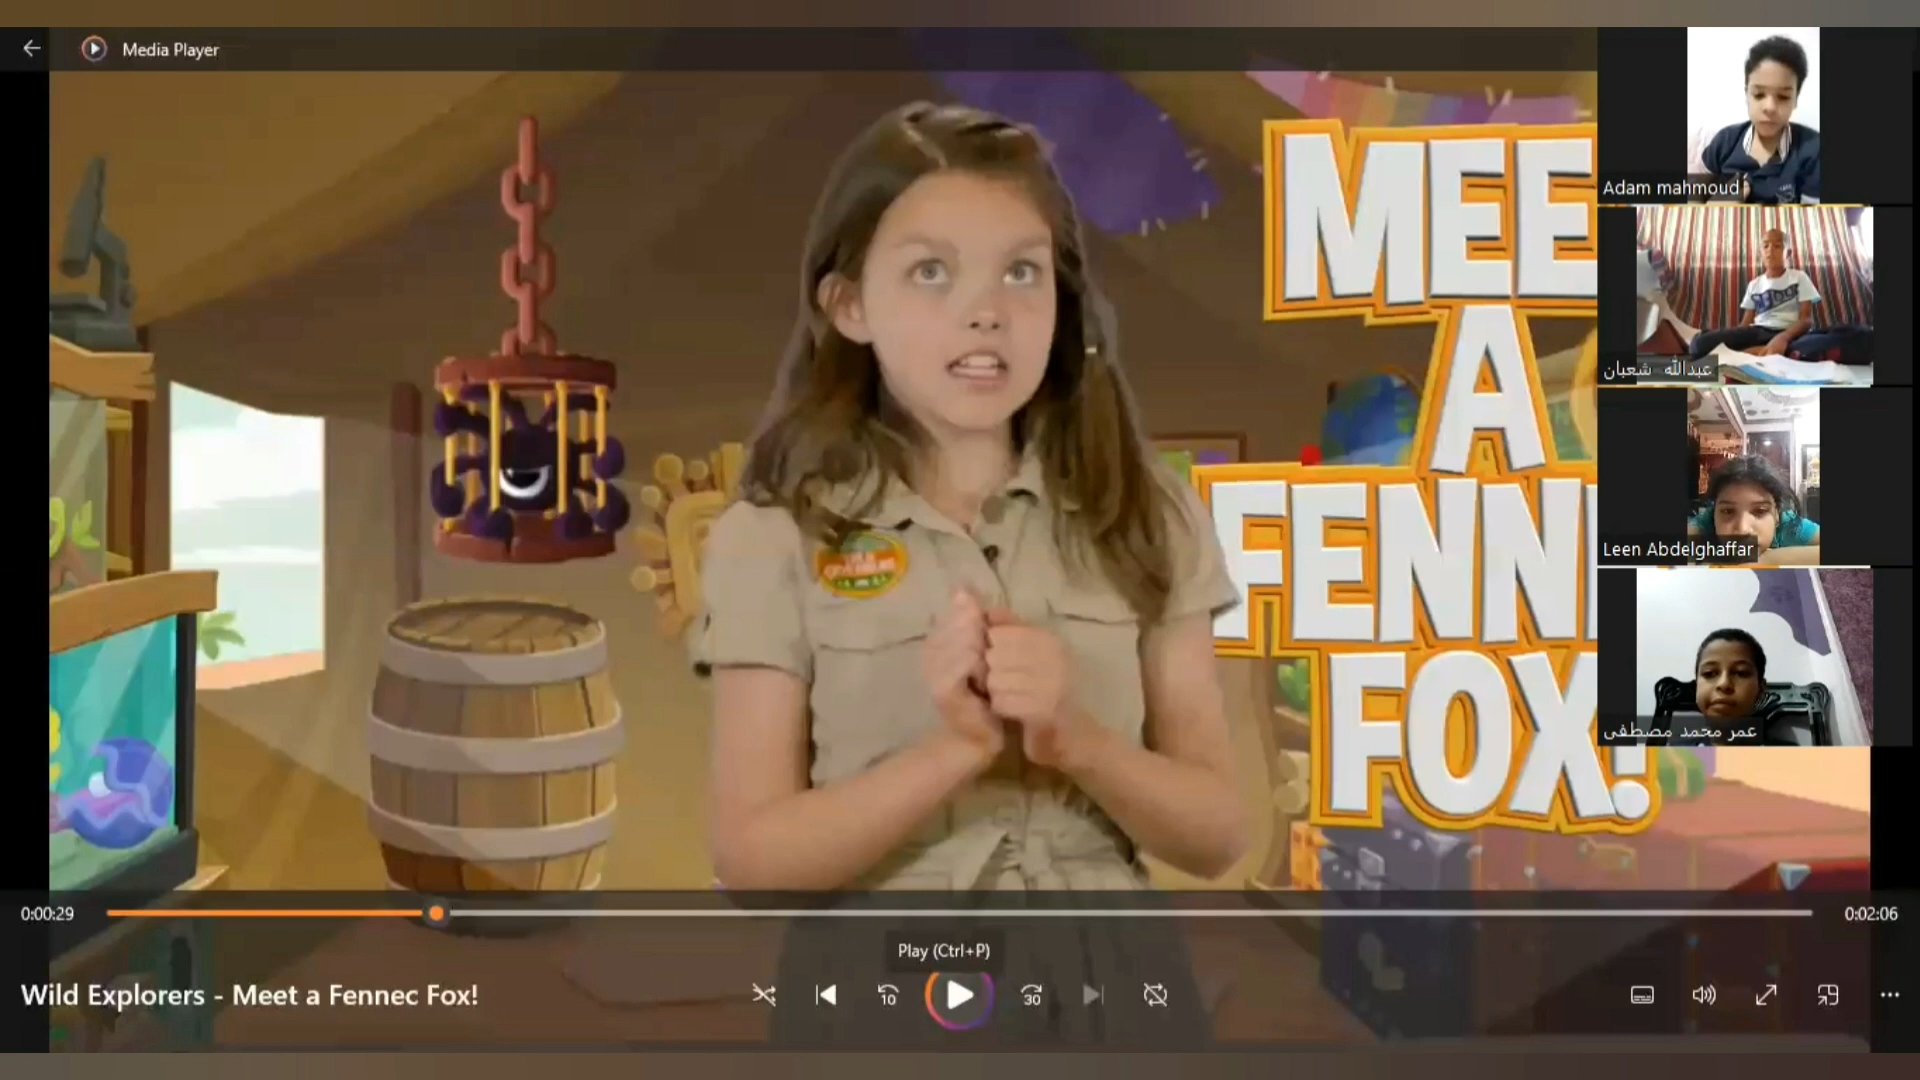 Media Player
MEE
A
FENN
FOX!
Adam mahmoud
عبدالله شعبان
Leen Abdelghaffar
عمر محمد مصطفى
0:00:29
0:02:06
Play (Ctrl+P)
Wild Explorers - Meet a Fennec Fox!
10
30